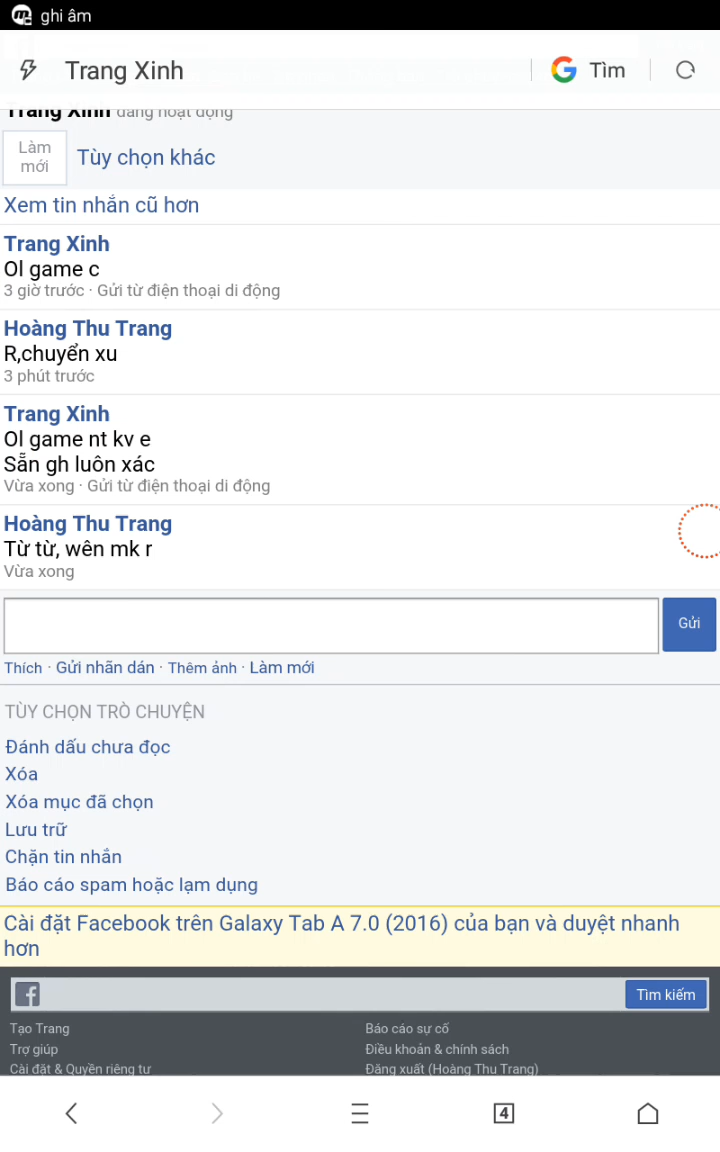 ghi âm
Trang Xinh
Tìm
Trang Xinh đang hoạt động
Làm mới
Tùy chọn khác
Xem tin nhắn cũ hơn
Trang Xinh
Ol game c
3 giờ trước · Gửi từ điện thoại di động
Hoàng Thu Trang
R,chuyển xu
3 phút trước
Trang Xinh
Ol game nt kv e
Sẵn gh luôn xác
Vừa xong · Gửi từ điện thoại di động
Hoàng Thu Trang
Từ từ, wên mk r
Vừa xong
Gửi
Thích · Gửi nhãn dán · Thêm ảnh · Làm mới
TÙY CHỌN TRÒ CHUYỆN
Đánh dấu chưa đọc
Xóa
Xóa mục đã chọn
Lưu trữ
Chặn tin nhắn
Báo cáo spam hoặc lạm dụng
Cài đặt Facebook trên Galaxy Tab A 7.0 (2016) của bạn và duyệt nhanh
hơn
Tìm kiếm
Tạo Trang
Báo cáo sự cố
Trợ giúp
Điều khoản & chính sách
Cài đặt & Quyền riêng tư
Đăng xuất (Hoàng Thu Trang)
4